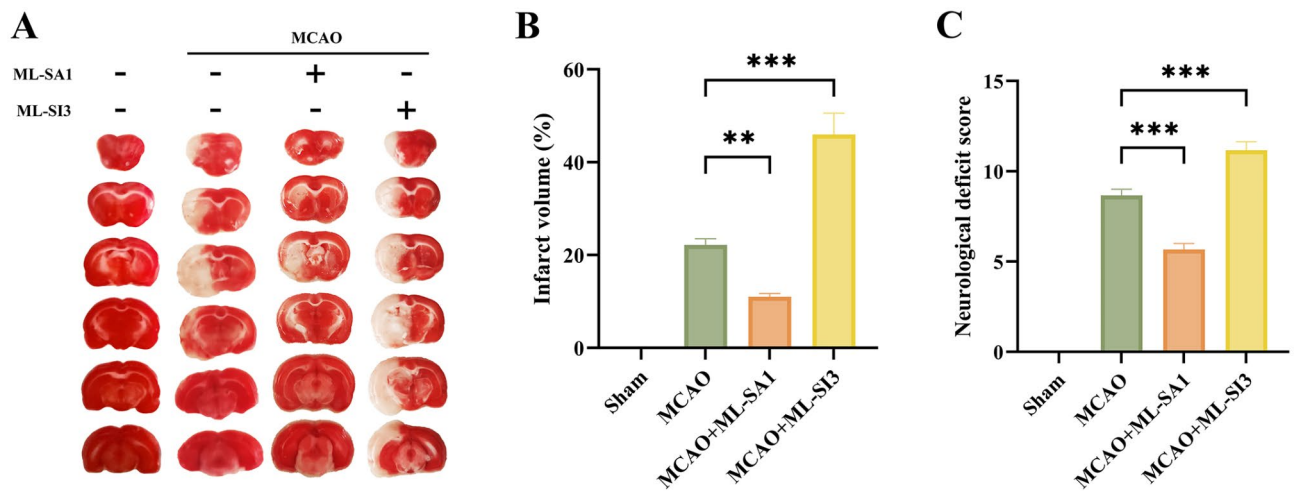 A
MCAO
ML-SA1 - - + -
ML-SI3 - - - +
B
Infarct volume (%)
60
40
20
0
***
**
Sham
MCAO
MCAO+ML-SA1
MCAO+ML-SI3
C
Neurological deficit score
15
10
5
0
***
***
Sham
MCAO
MCAO+ML-SA1
MCAO+ML-SI3